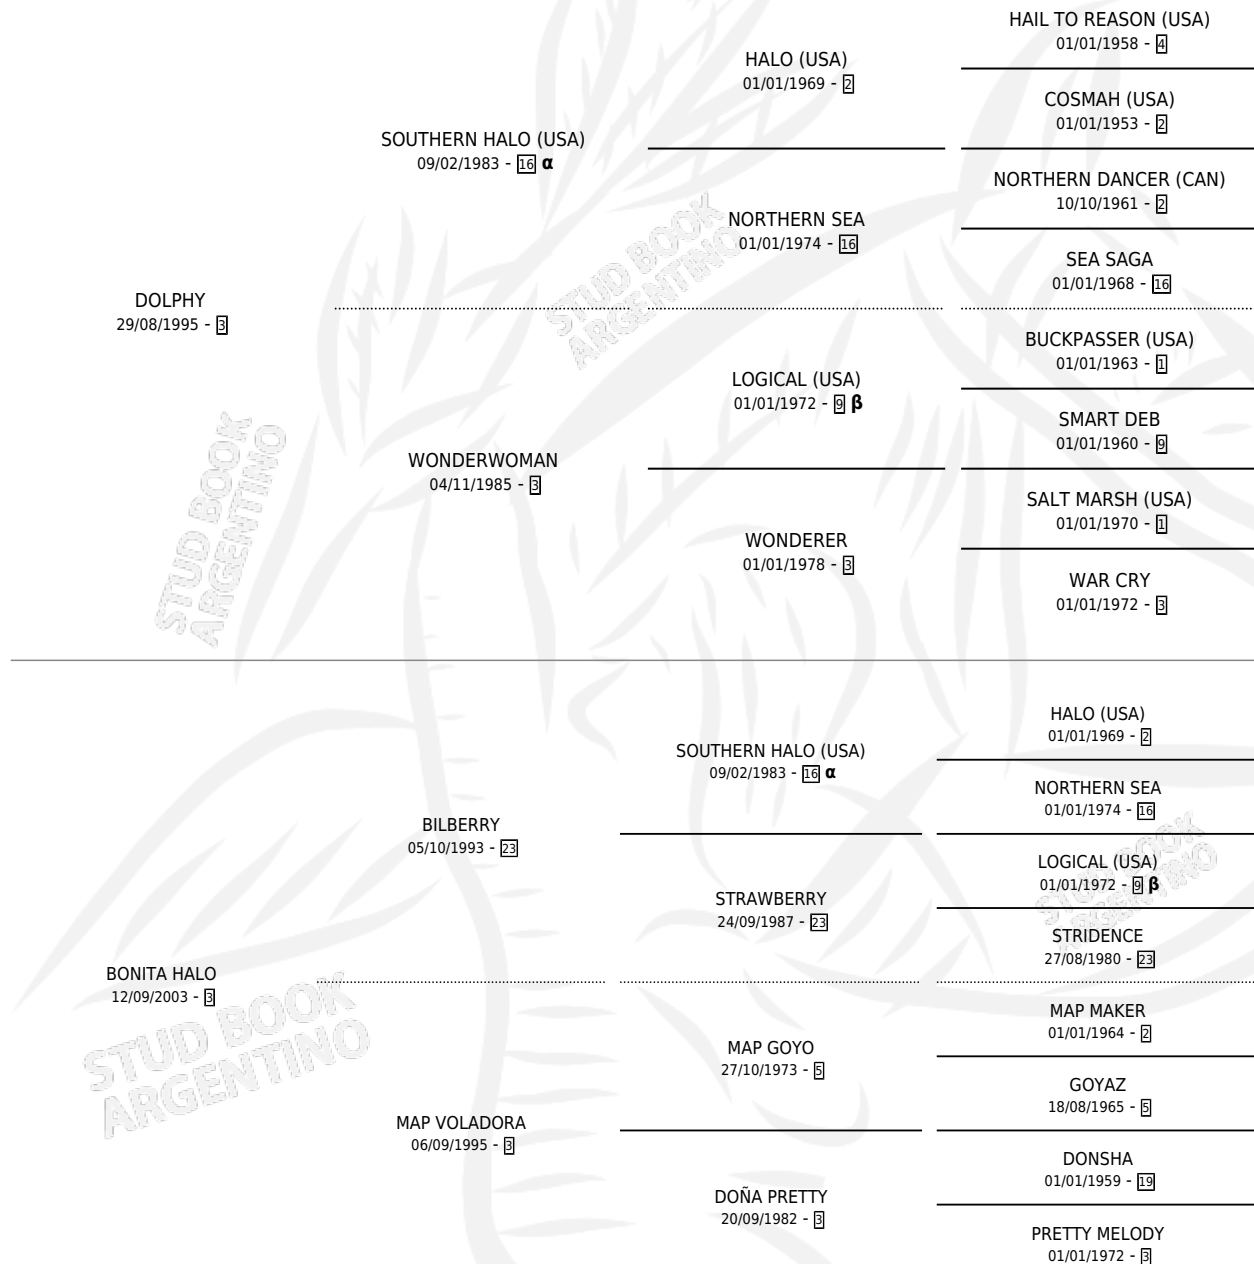 HAIL TO REASON (USA)
01/01/1958 - 4
HALO (USA)
01/01/1969 - 2
COSMAH (USA)
01/01/1953 - 2
SOUTHERN HALO (USA)
09/02/1983 - 16 α
NORTHERN DANCER (CAN)
10/10/1961 - 2
NORTHERN SEA
01/01/1974 - 16
SEA SAGA
01/01/1968 - 16
STUD BOOK
ARGENTINO
DOLPHY
29/08/1995 - 3
BUCKPASSER (USA)
01/01/1963 - 1
LOGICAL (USA)
01/01/1972 - 9 β
SMART DEB
01/01/1960 - 9
WONDERWOMAN
04/11/1985 - 3
SALT MARSH (USA)
01/01/1970 - 1
WONDERER
01/01/1978 - 3
WAR CRY
01/01/1972 - 3
STUD BOOK
ARGENTINO
HALO (USA)
01/01/1969 - 2
SOUTHERN HALO (USA)
09/02/1983 - 16 α
NORTHERN SEA
01/01/1974 - 16
BILBERRY
05/10/1993 - 23
LOGICAL (USA)
01/01/1972 - 9 β
STRAWBERRY
24/09/1987 - 23
STRIDENCE
27/08/1980 - 23
STUD BOOK
ARGENTINO
BONITA HALO
12/09/2003 - 3
MAP MAKER
01/01/1964 - 2
MAP GOYO
27/10/1973 - 5
GOYAZ
18/08/1965 - 5
MAP VOLADORA
06/09/1995 - 3
DONSHA
01/01/1959 - 19
DOÑA PRETTY
20/09/1982 - 3
PRETTY MELODY
01/01/1972 - 3
STUD BOOK
ARGENTINO